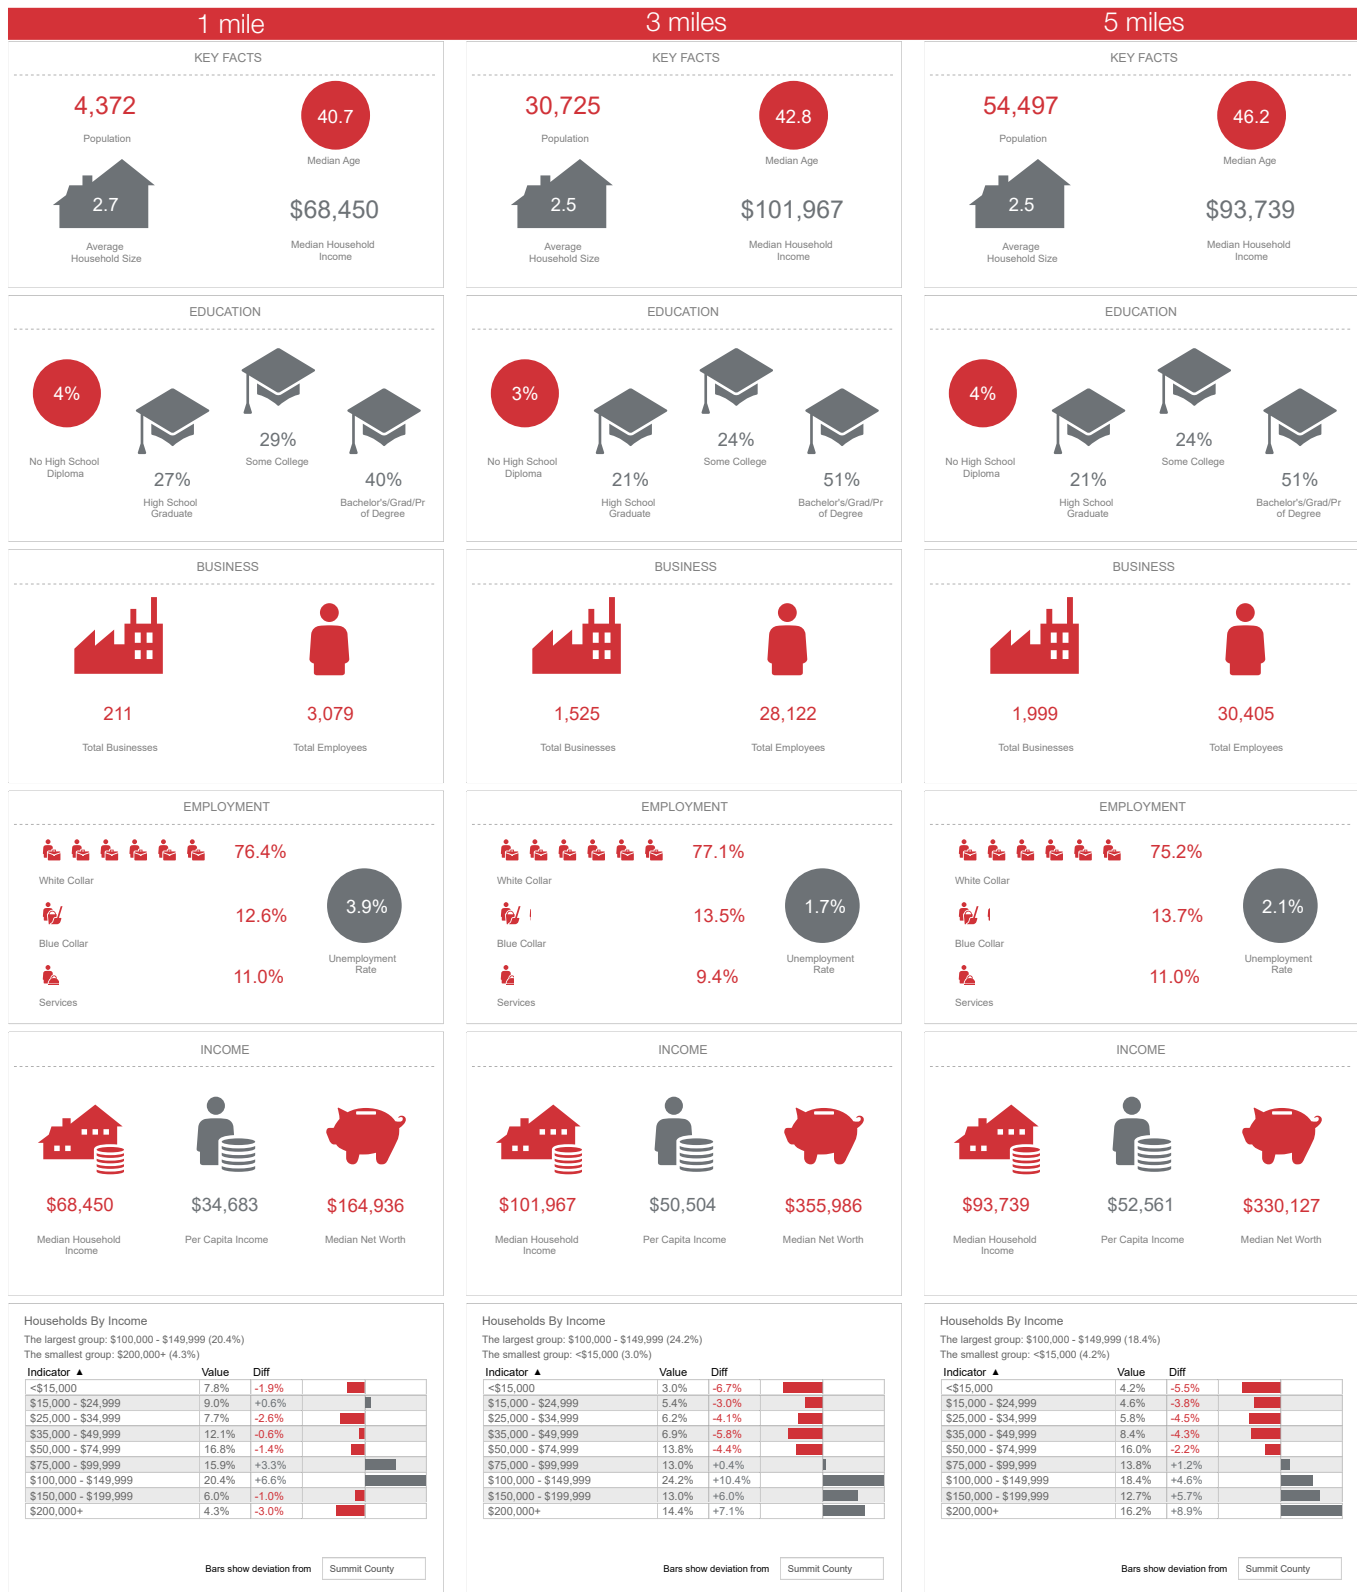 1 mile
KEY FACTS
4,372
Population
40.7
Median Age
2.7
Average
Household Size
$68,450
Median Household
Income
EDUCATION
4%
No High School
Diploma
27%
High School
Graduate
29%
Some College
40%
Bachelor's/Grad/Pr
of Degree
BUSINESS
211
Total Businesses
3,079
Total Employees
EMPLOYMENT
76.4%
White Collar
12.6%
Blue Collar
11.0%
Services
3.9%
Unemployment
Rate
INCOME
$68,450
Median Household
Income
$34,683
Per Capita Income
$164,936
Median Net Worth
Households By Income
The largest group: $100,000 - $149,999 (20.4%)
The smallest group: $200,000+ (4.3%)
Indicator ▲ Value Diff
<$15,000 7.8% -1.9%
$15,000 - $24,999 9.0% +0.6%
$25,000 - $34,999 7.7% -2.6%
$35,000 - $49,999 12.1% -0.6%
$50,000 - $74,999 16.8% -1.4%
$75,000 - $99,999 15.9% +3.3%
$100,000 - $149,999 20.4% +6.6%
$150,000 - $199,999 6.0% -1.0%
$200,000+ 4.3% -3.0%
Bars show deviation from Summit County
3 miles
KEY FACTS
30,725
Population
42.8
Median Age
2.5
Average
Household Size
$101,967
Median Household
Income
EDUCATION
3%
No High School
Diploma
21%
High School
Graduate
24%
Some College
51%
Bachelor's/Grad/Pr
of Degree
BUSINESS
1,525
Total Businesses
28,122
Total Employees
EMPLOYMENT
77.1%
White Collar
13.5%
Blue Collar
9.4%
Services
1.7%
Unemployment
Rate
INCOME
$101,967
Median Household
Income
$50,504
Per Capita Income
$355,986
Median Net Worth
Households By Income
The largest group: $100,000 - $149,999 (24.2%)
The smallest group: <$15,000 (3.0%)
Indicator ▲ Value Diff
<$15,000 3.0% -6.7%
$15,000 - $24,999 5.4% -3.0%
$25,000 - $34,999 6.2% -4.1%
$35,000 - $49,999 6.9% -5.8%
$50,000 - $74,999 13.8% -4.4%
$75,000 - $99,999 13.0% +0.4%
$100,000 - $149,999 24.2% +10.4%
$150,000 - $199,999 13.0% +6.0%
$200,000+ 14.4% +7.1%
Bars show deviation from Summit County
5 miles
KEY FACTS
54,497
Population
46.2
Median Age
2.5
Average
Household Size
$93,739
Median Household
Income
EDUCATION
4%
No High School
Diploma
21%
High School
Graduate
24%
Some College
51%
Bachelor's/Grad/Pr
of Degree
BUSINESS
1,999
Total Businesses
30,405
Total Employees
EMPLOYMENT
75.2%
White Collar
13.7%
Blue Collar
11.0%
Services
2.1%
Unemployment
Rate
INCOME
$93,739
Median Household
Income
$52,561
Per Capita Income
$330,127
Median Net Worth
Households By Income
The largest group: $100,000 - $149,999 (18.4%)
The smallest group: <$15,000 (4.2%)
Indicator ▲ Value Diff
<$15,000 4.2% -5.5%
$15,000 - $24,999 4.6% -3.8%
$25,000 - $34,999 5.8% -4.5%
$35,000 - $49,999 8.4% -4.3%
$50,000 - $74,999 16.0% -2.2%
$75,000 - $99,999 13.8% +1.2%
$100,000 - $149,999 18.4% +4.6%
$150,000 - $199,999 12.7% +5.7%
$200,000+ 16.2% +8.9%
Bars show deviation from Summit County